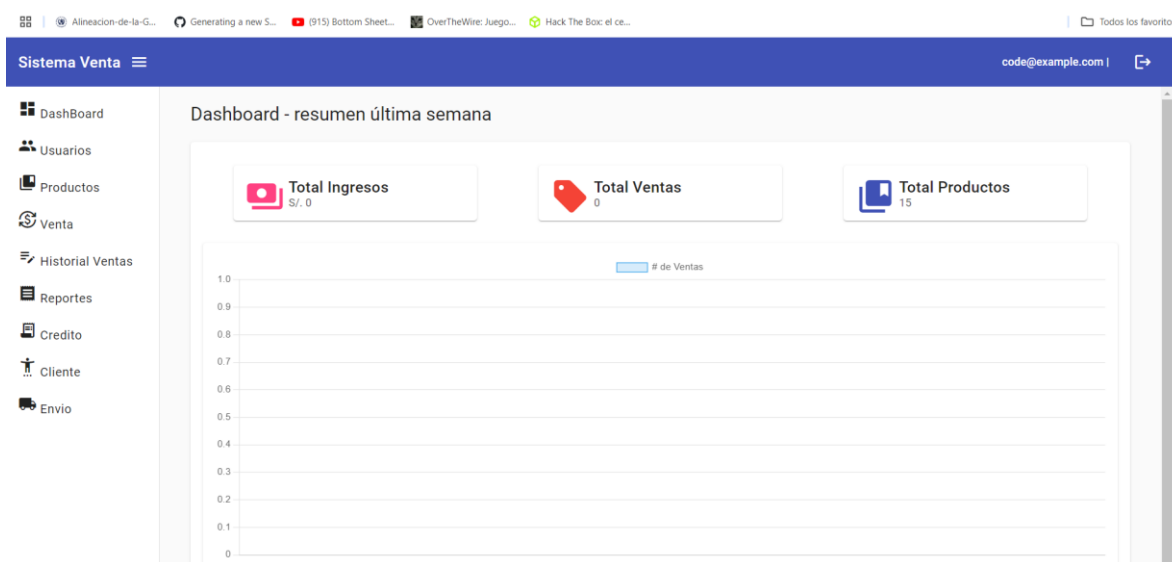 Alineacion-de-la-G... Generating a new S... (915) Bottom Sheet... OverTheWire: Juego... Hack The Box: el ce... Todos los favorito
Sistema Venta code@example.com |
DashBoard
Usuarios
Productos
Venta
Historial Ventas
Reportes
Credito
Cliente
Envio
Dashboard - resumen última semana
Total Ingresos
S/. 0
Total Ventas
0
Total Productos
15
# de Ventas
1.0
0.9
0.8
0.7
0.6
0.5
0.4
0.3
0.2
0.1
0